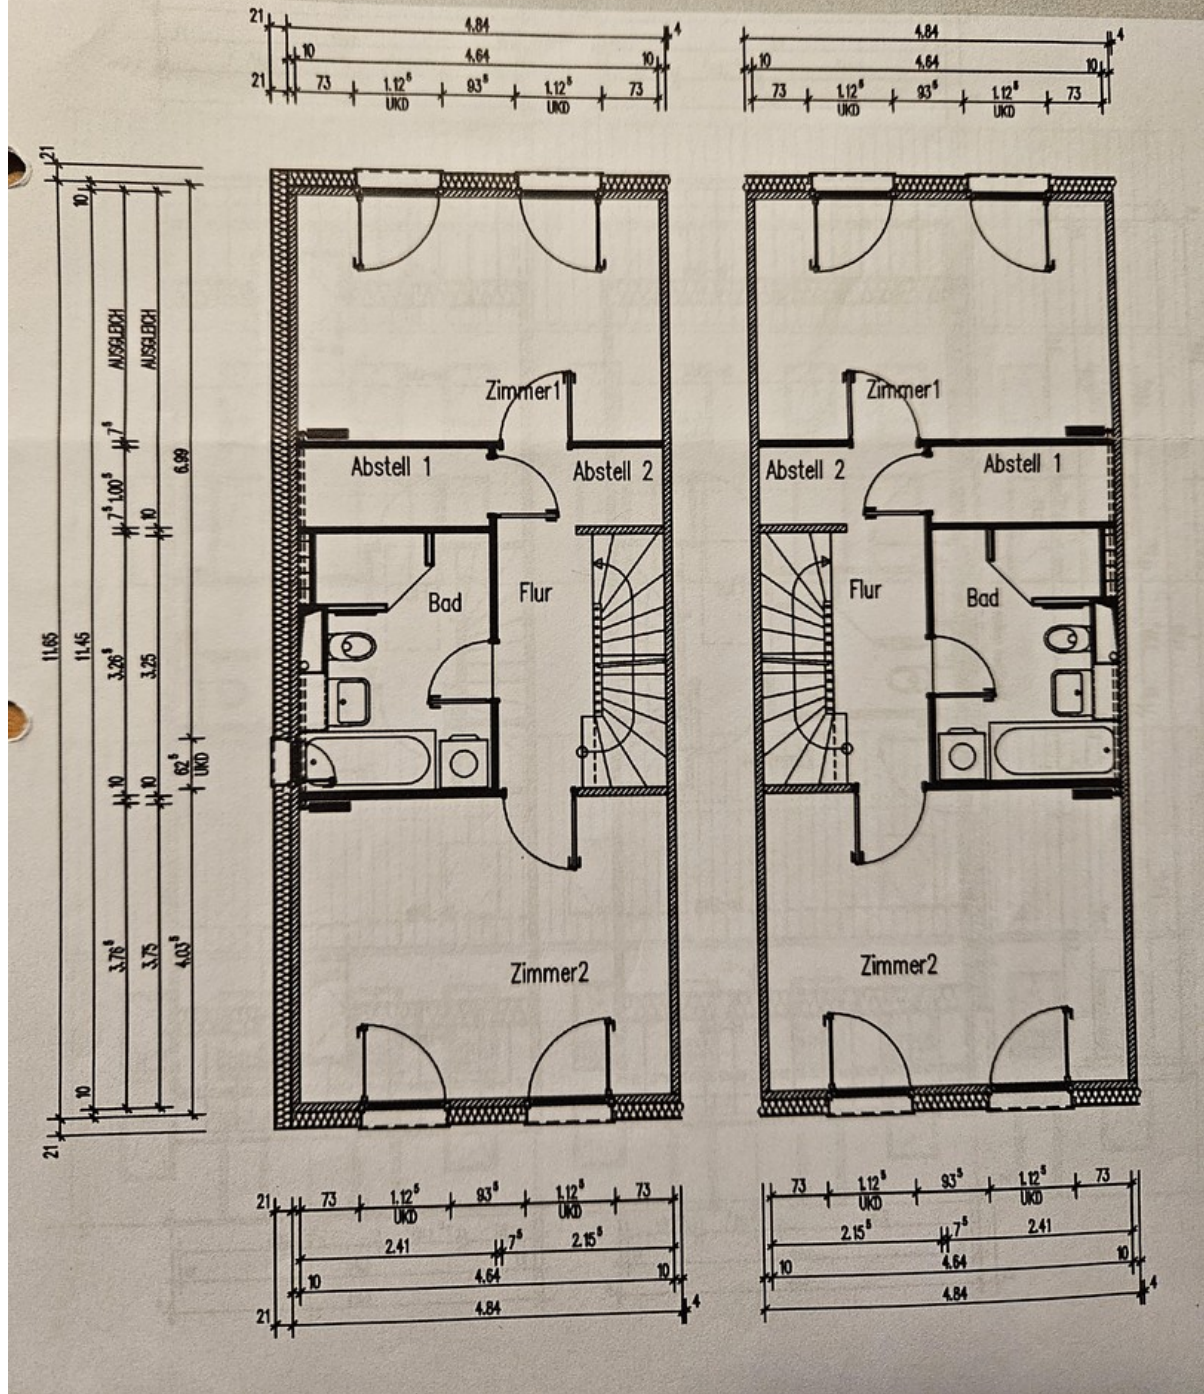 21 4.84 4
10 4.64 10
21 73 1.12⁵ 93⁵ 1.12⁵ 73
UKD UKD
4.84 4
10 4.64 10
73 1.12⁵ 93⁵ 1.12⁵ 73
UKD UKD
21
11.65
21
11.45
10
AUSGLEICH
7⁵
1.00⁵
7⁵
3.26⁵
10
3.76⁵
10
AUSGLEICH
10
3.25
10
3.75
6.99
62⁵
UKD
4.03⁵
Zimmer1
Abstell 1
Abstell 2
Bad
Flur
Zimmer2
Zimmer1
Abstell 2
Abstell 1
Flur
Bad
Zimmer2
21 73 1.12⁵ 93⁵ 1.12⁵ 73
UKD UKD
2.41 7⁵ 2.15⁵
10 4.64 10
21 4.84 4
73 1.12⁵ 93⁵ 1.12⁵ 73
UKD UKD
2.15⁵ 7⁵ 2.41
10 4.64 10
4.84 4